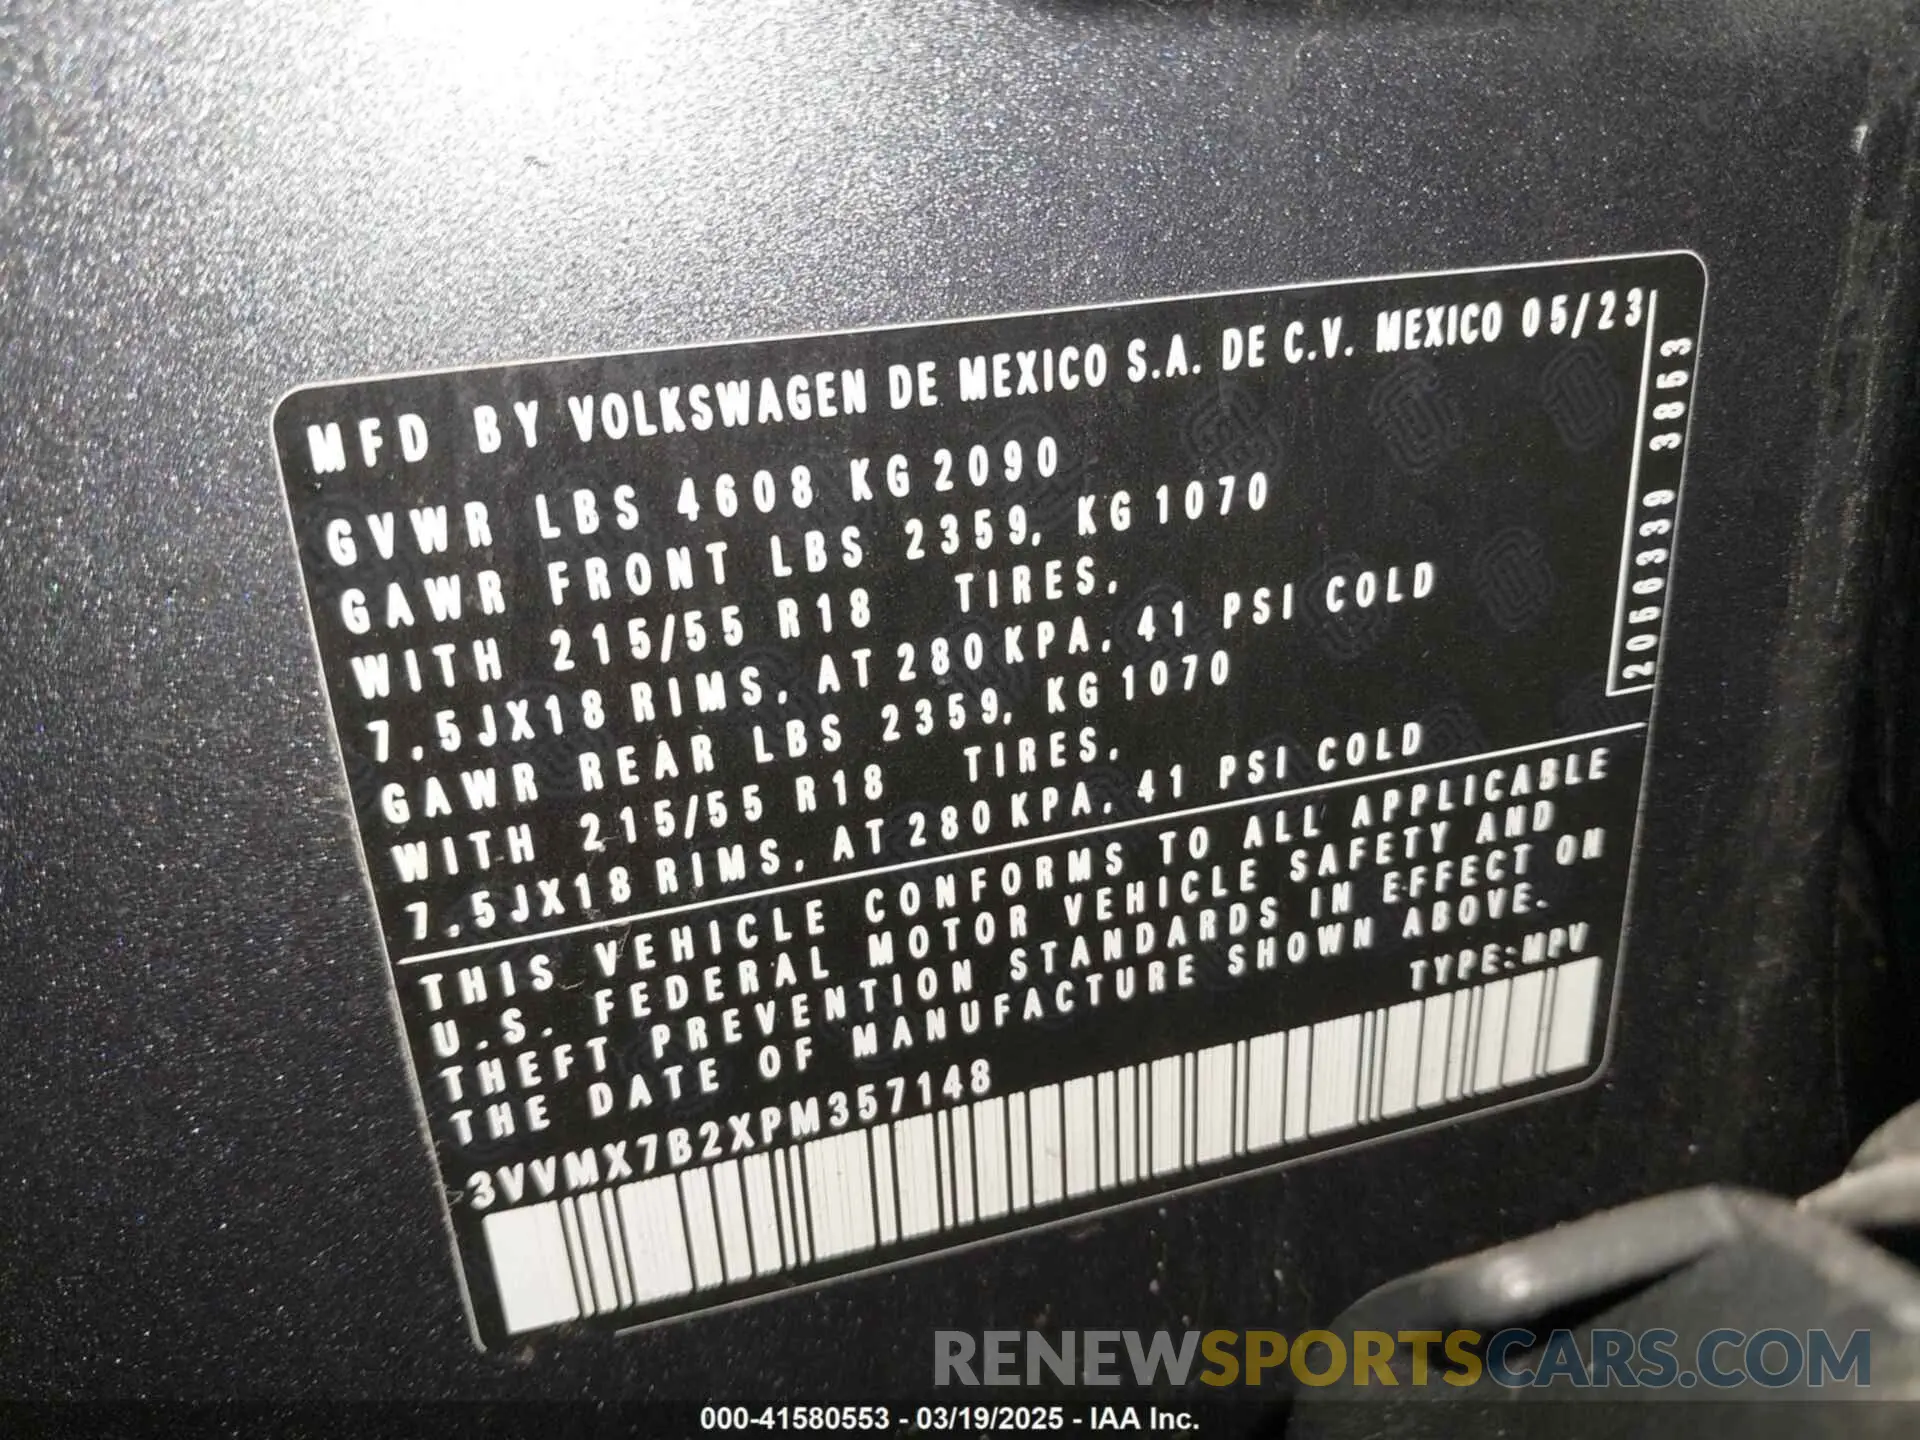 MFD BY VOLKSWAGEN DE MEXICO S.A. DE C.V. MEXICO 05/23
GVWR LBS 4608 KG 2090
GAWR FRONT LBS 2359, KG 1070
WITH 215/55 R18 TIRES,
7.5JX18 RIMS, AT 280 KPA, 41 PSI COLD
GAWR REAR LBS 2359, KG 1070
WITH 215/55 R18 TIRES,
7.5JX18 RIMS, AT 280 KPA, 41 PSI COLD
2056339 3863
THIS VEHICLE CONFORMS TO ALL APPLICABLE
U.S. FEDERAL MOTOR VEHICLE SAFETY AND
THEFT PREVENTION STANDARDS IN EFFECT ON
THE DATE OF MANUFACTURE SHOWN ABOVE.
TYPE:MPV
3VVMX7B2XPM357148
RENEWSPORTSCARS.COM
000-41580553 - 03/19/2025 - IAA Inc.